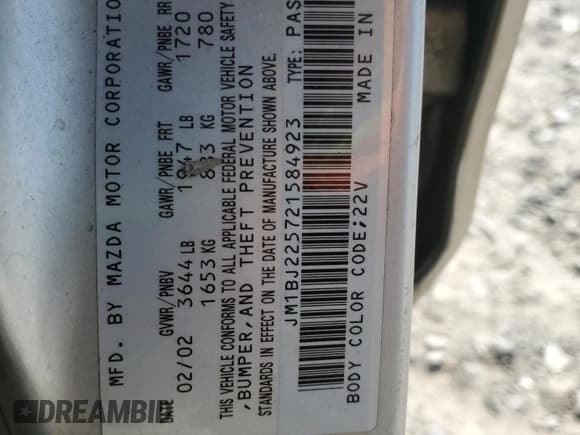 MFD. BY MAZDA MOTOR CORPORATION
DATE GVWR/PNBV GAWR/PNBE FRT GAWR/PNBE RR
02/02 3644 LB LB 1720
1653 KG KG 780
THIS VEHICLE CONFORMS TO ALL APPLICABLE FEDERAL MOTOR VEHICLE SAFETY
,BUMPER,AND THEFT PREVENTION
STANDARDS IN EFFECT ON THE DATE OF MANUFACTURE SHOWN ABOVE.
JM1BJ225721584923 TYPE: PAS
BODY COLOR CODE;22V MADE IN
DREAMBID